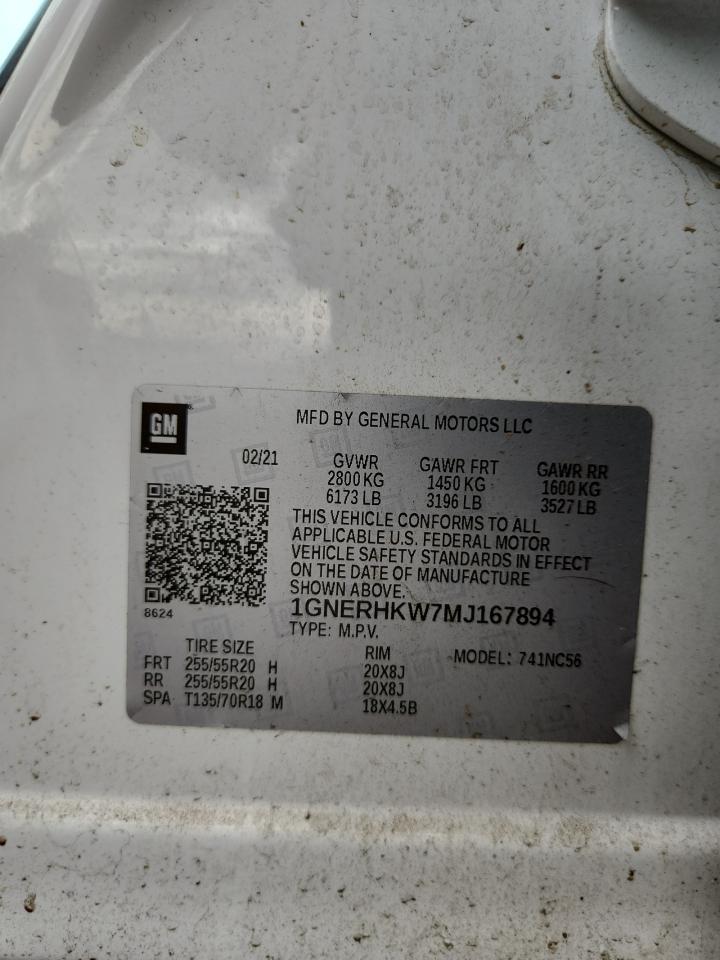 GM
MFD BY GENERAL MOTORS LLC
02/21
GVWR GAWR FRT GAWR RR
2800 KG 1450 KG 1600 KG
6173 LB 3196 LB 3527 LB
THIS VEHICLE CONFORMS TO ALL
APPLICABLE U.S. FEDERAL MOTOR
VEHICLE SAFETY STANDARDS IN EFFECT
ON THE DATE OF MANUFACTURE
SHOWN ABOVE.
8624
1GNERHKW7MJ167894
TYPE: M.P.V.
TIRE SIZE RIM MODEL: 741NC56
FRT 255/55R20 H 20X8J
RR 255/55R20 H 20X8J
SPA T135/70R18 M 18X4.5B